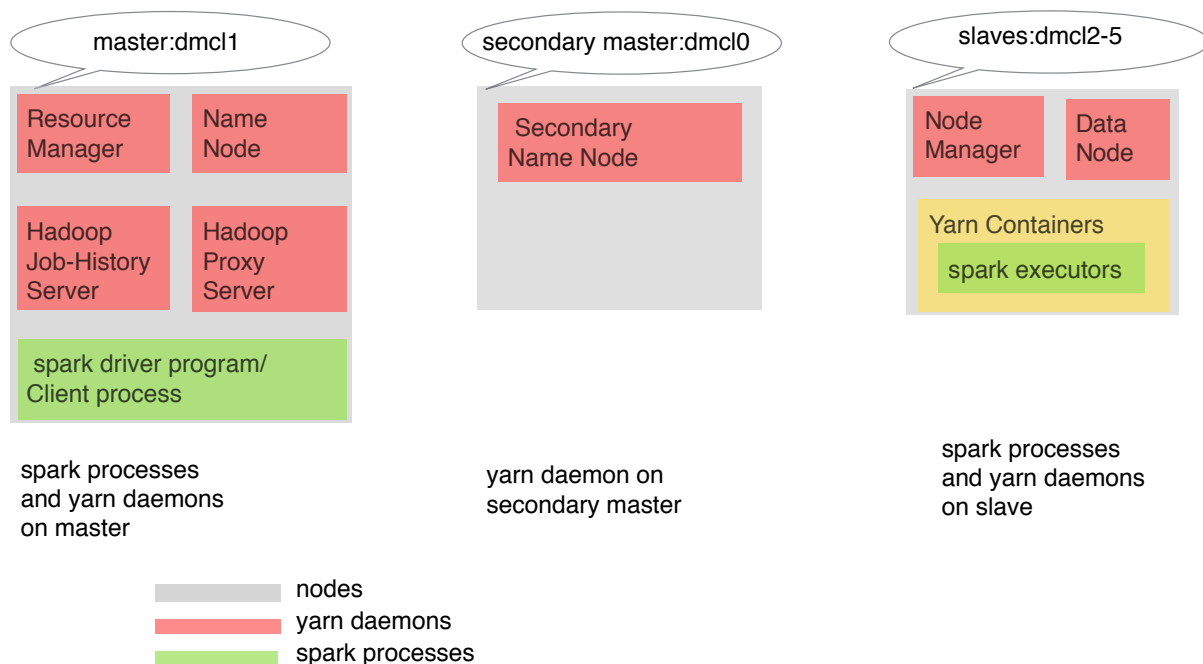 master:dmcl1
Resource
Manager
Name
Node
Hadoop
Job-History
Server
Hadoop
Proxy
Server
spark driver program/
Client process
spark processes
and yarn daemons
on master
secondary master:dmcl0
Secondary
Name Node
yarn daemon on
secondary master
slaves:dmcl2-5
Node
Manager
Data
Node
Yarn Containers
spark executors
spark processes
and yarn daemons
on slave
nodes
yarn daemons
spark processes